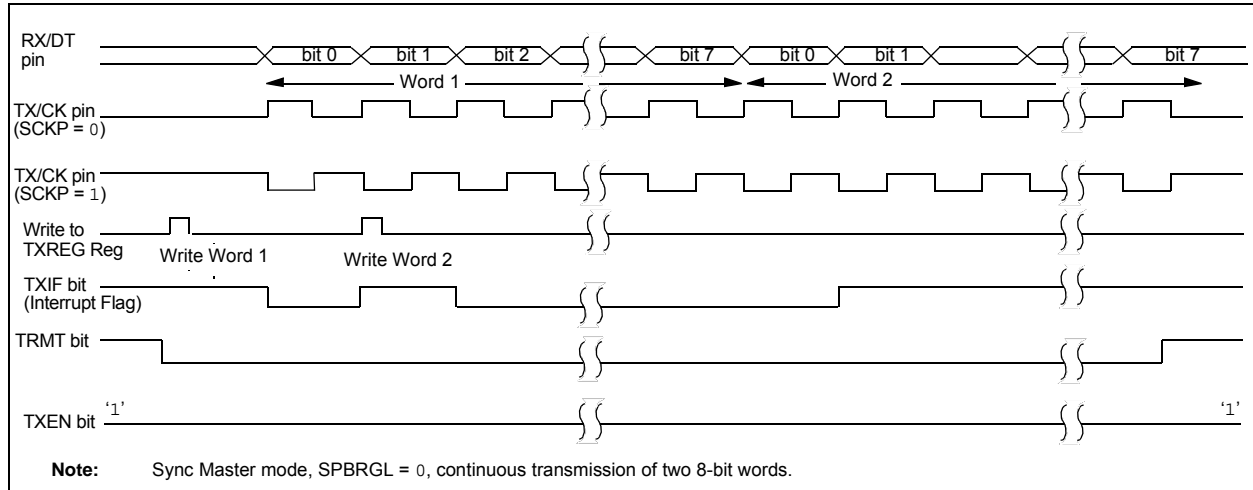 RX/DT
pin
bit 0 bit 1 bit 2 bit 7 bit 0 bit 1 bit 7
Word 1 Word 2
TX/CK pin
(SCKP = 0)
TX/CK pin
(SCKP = 1)
Write to
TXREG Reg
Write Word 1 Write Word 2
TXIF bit
(Interrupt Flag)
TRMT bit
TXEN bit ‘1’ ‘1’
Note: Sync Master mode, SPBRGL = 0, continuous transmission of two 8-bit words.